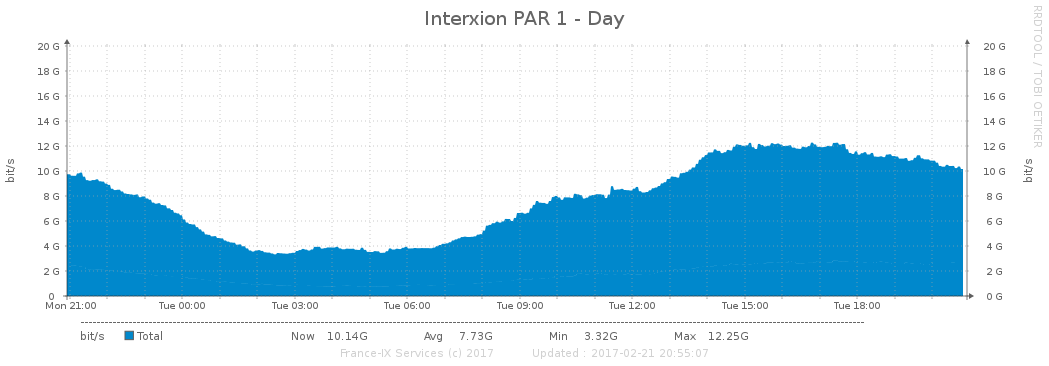 Interxion PAR 1 - Day
RRDTOOL / TOBI OETIKER
bit/s
bit/s
20 G 20 G
18 G 18 G
16 G 16 G
14 G 14 G
12 G 12 G
10 G 10 G
8 G 8 G
6 G 6 G
4 G 4 G
2 G 2 G
0 0 G
Mon 21:00 Tue 00:00 Tue 03:00 Tue 06:00 Tue 09:00 Tue 12:00 Tue 15:00 Tue 18:00
bit/s Total Now 10.14G Avg 7.73G Min 3.32G Max 12.25G
France-IX Services (c) 2017 Updated : 2017-02-21 20:55:07